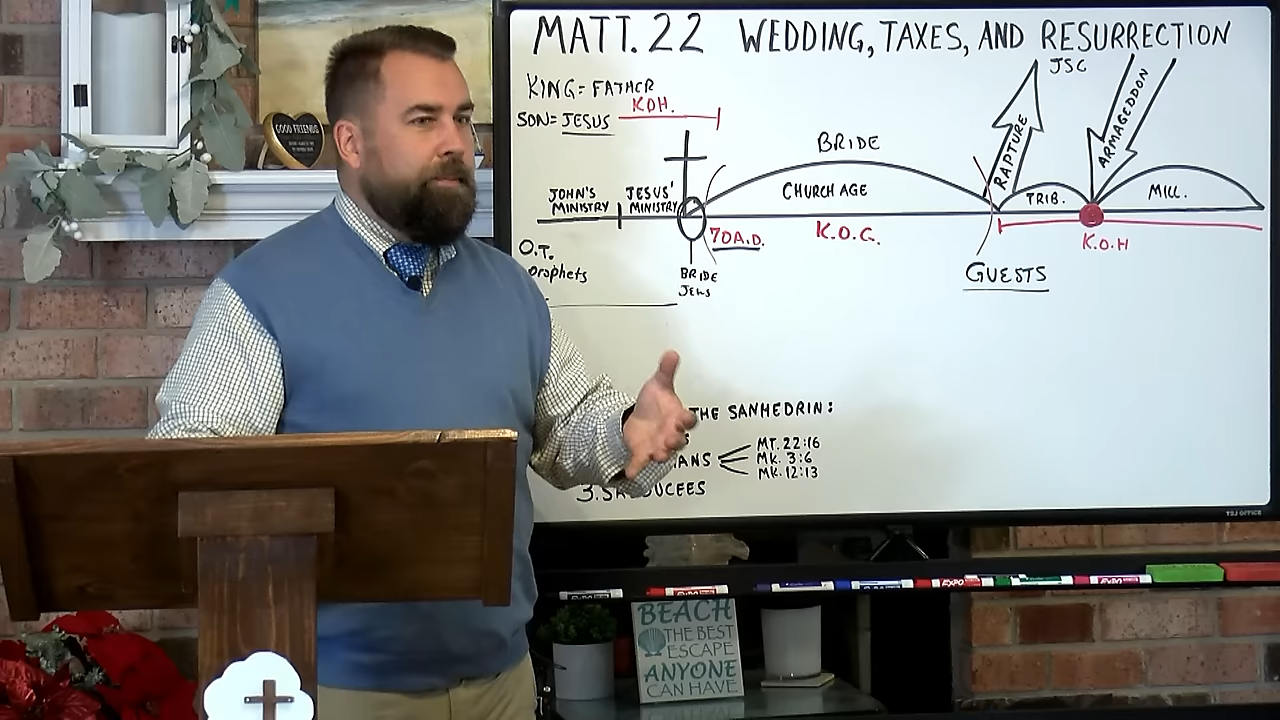 MATT. 22 WEDDING, TAXES, AND RESURRECTION
KING = FATHER
K.O.H.
SON = JESUS
JSC
RAPTURE
ARMAGEDDON
BRIDE
CHURCH AGE
JOHN'S
MINISTRY
JESUS'
MINISTRY
TRIB.
MILL.
70 A.D.
K.O.G.
K.O.H
O.T.
Prophets
BRIDE
JEWS
GUESTS
THE SANHEDRIN:
MT. 22:16
MK. 3:6
MK. 12:13
GOOD FRIENDS
EXPO
EXPO
BEACH
THE BEST
ESCAPE
ANYONE
CAN HAVE